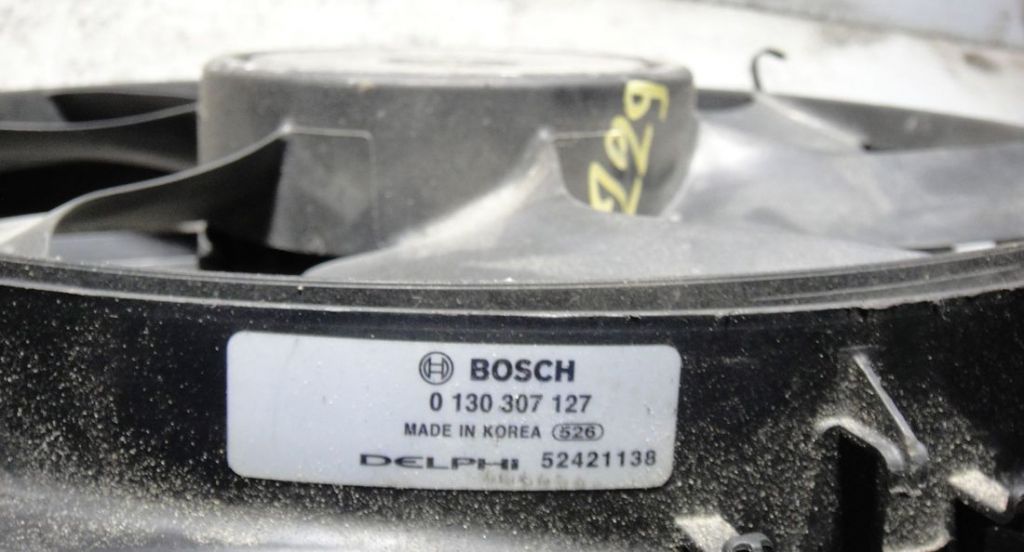 229
BOSCH
0 130 307 127
MADE IN KOREA 526
DELPHI 52421138